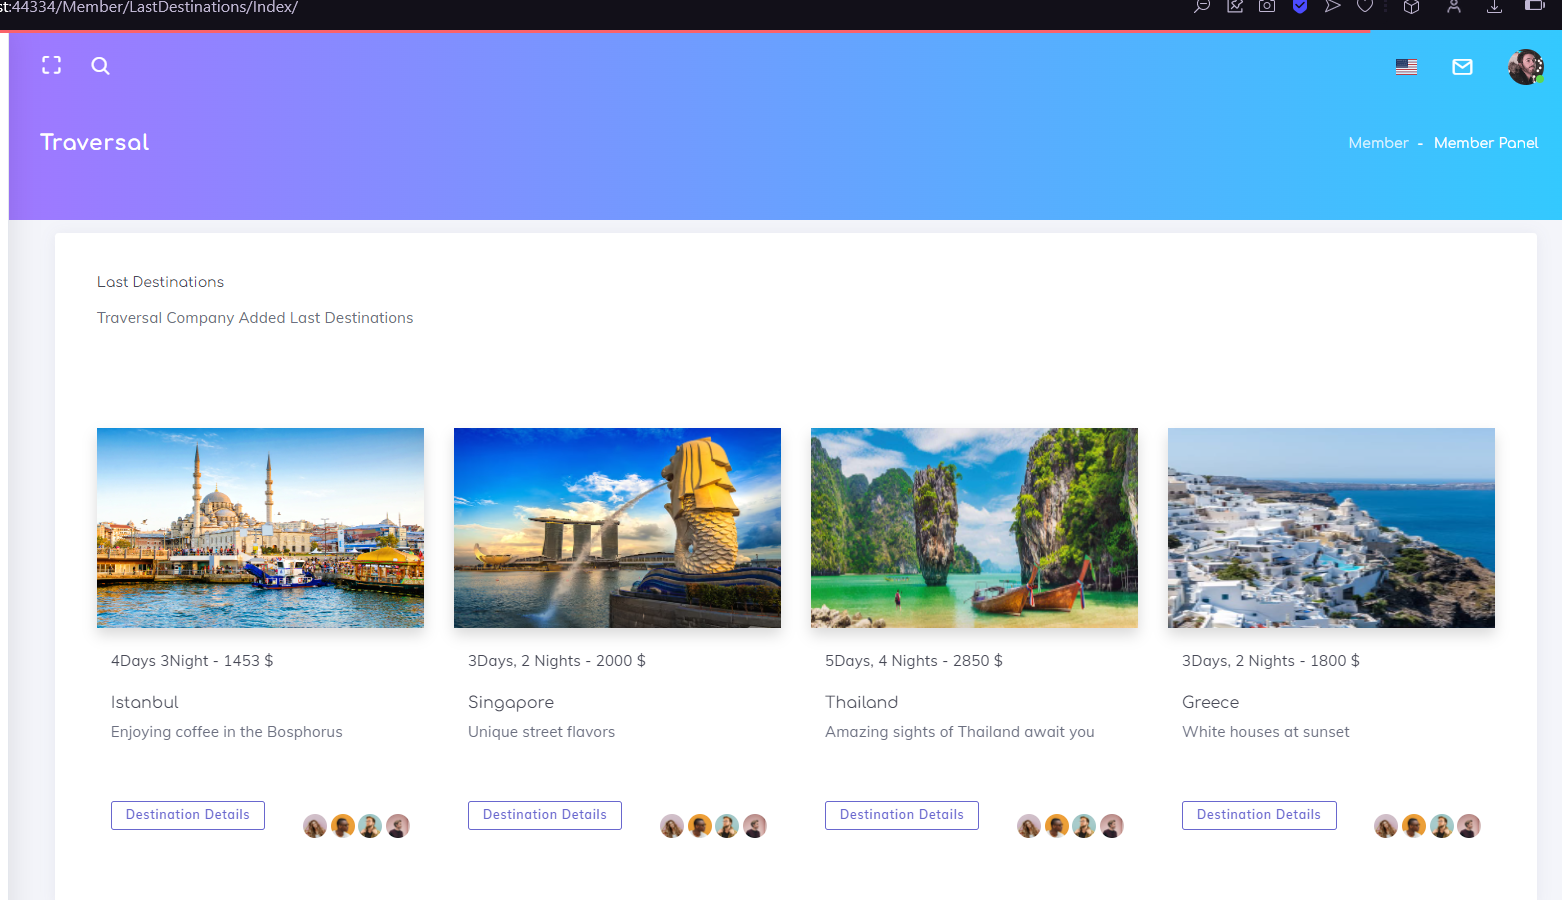 st:44334/Member/LastDestinations/Index/
Traversal
Member - Member Panel
Last Destinations
Traversal Company Added Last Destinations
4Days 3Night - 1453 $
Istanbul
Enjoying coffee in the Bosphorus
Destination Details
3Days, 2 Nights - 2000 $
Singapore
Unique street flavors
Destination Details
5Days, 4 Nights - 2850 $
Thailand
Amazing sights of Thailand await you
Destination Details
3Days, 2 Nights - 1800 $
Greece
White houses at sunset
Destination Details